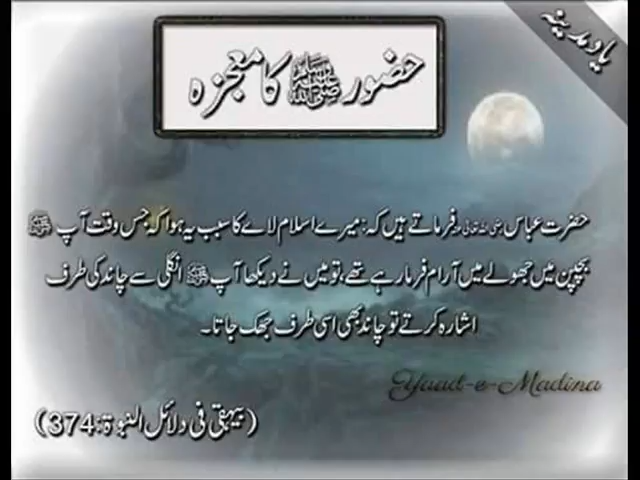 یاد مدینہ
حضور ﷺ کا معجزہ
حضرت عباس رضی اللہ تعالی عنہ فرماتے ہیں کہ: میرے اسلام لانے کا سبب یہ ہوا کہ: جس وقت آپ ﷺ
بچپن میں جھولے میں آرام فرما رہے تھے، تو میں نے دیکھا آپ ﷺ انگلی سے چاند کی طرف
اشارہ کرتے تو چاند بھی اسی طرف جھک جاتا۔
Yaad-e-Madina
(بیہقی فی دلائل النبوۃ:374)